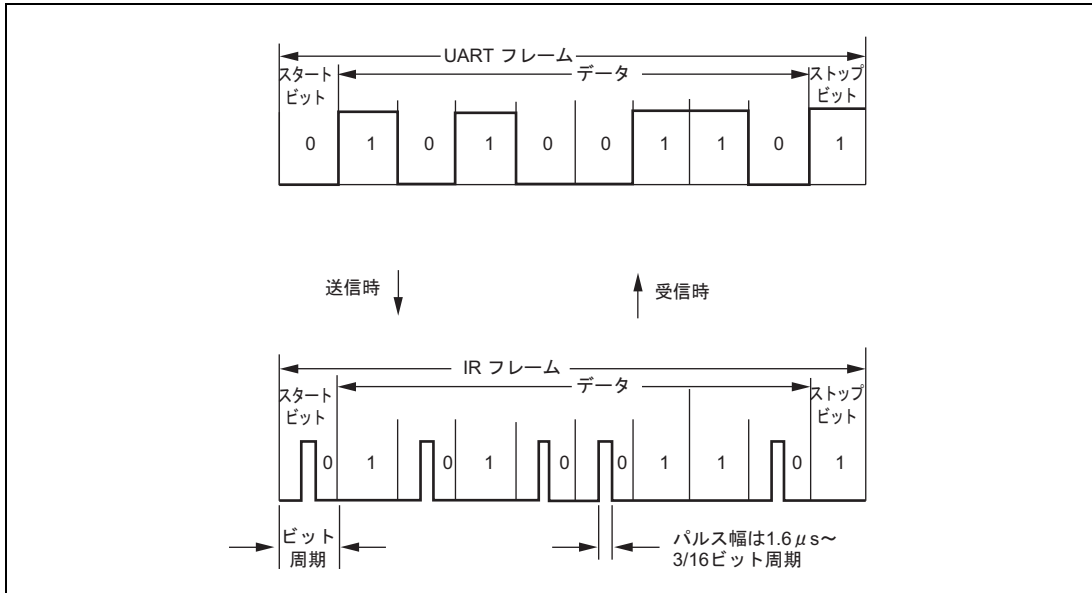 UART フレーム
スタート
ビット
データ
ストップ
ビット
0 1 0 1 0 0 1 1 0 1
送信時
受信時
IR フレーム
スタート
ビット
データ
ストップ
ビット
0 1 0 1 0 0 1 1 0 1
ビット
周期
パルス幅は1.6μs～
3/16ビット周期